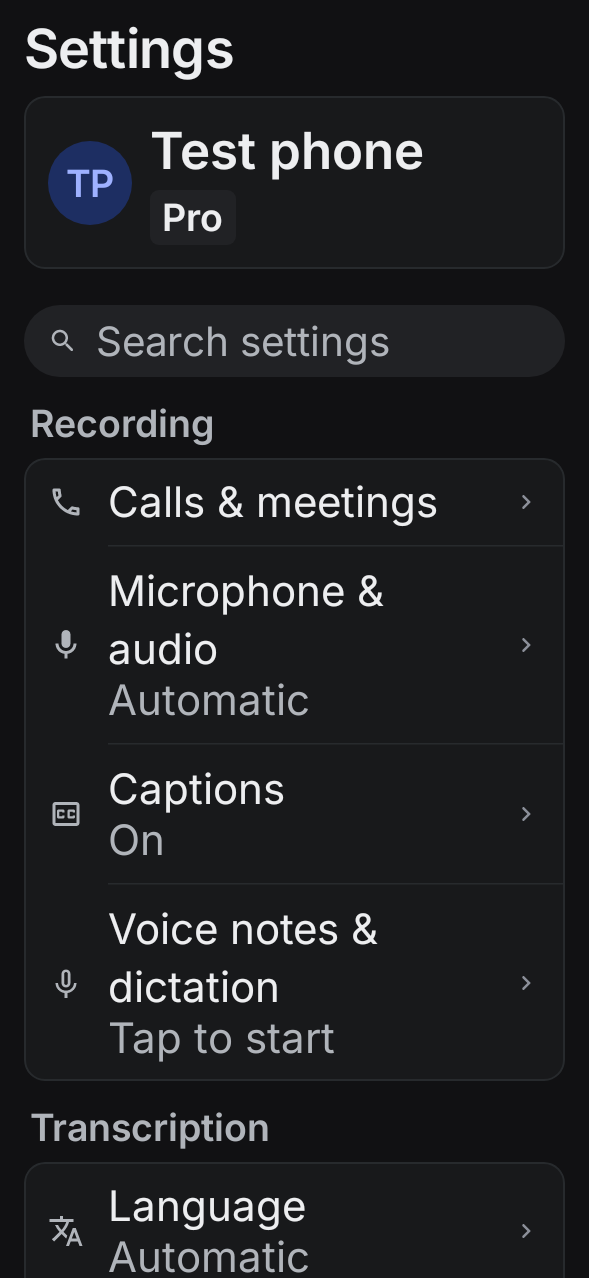 Settings
TP
Test phone
Pro
Search settings
Recording
Calls & meetings
Microphone &
audio
Automatic
CC
Captions
On
Voice notes &
dictation
Tap to start
Transcription
Language
Automatic